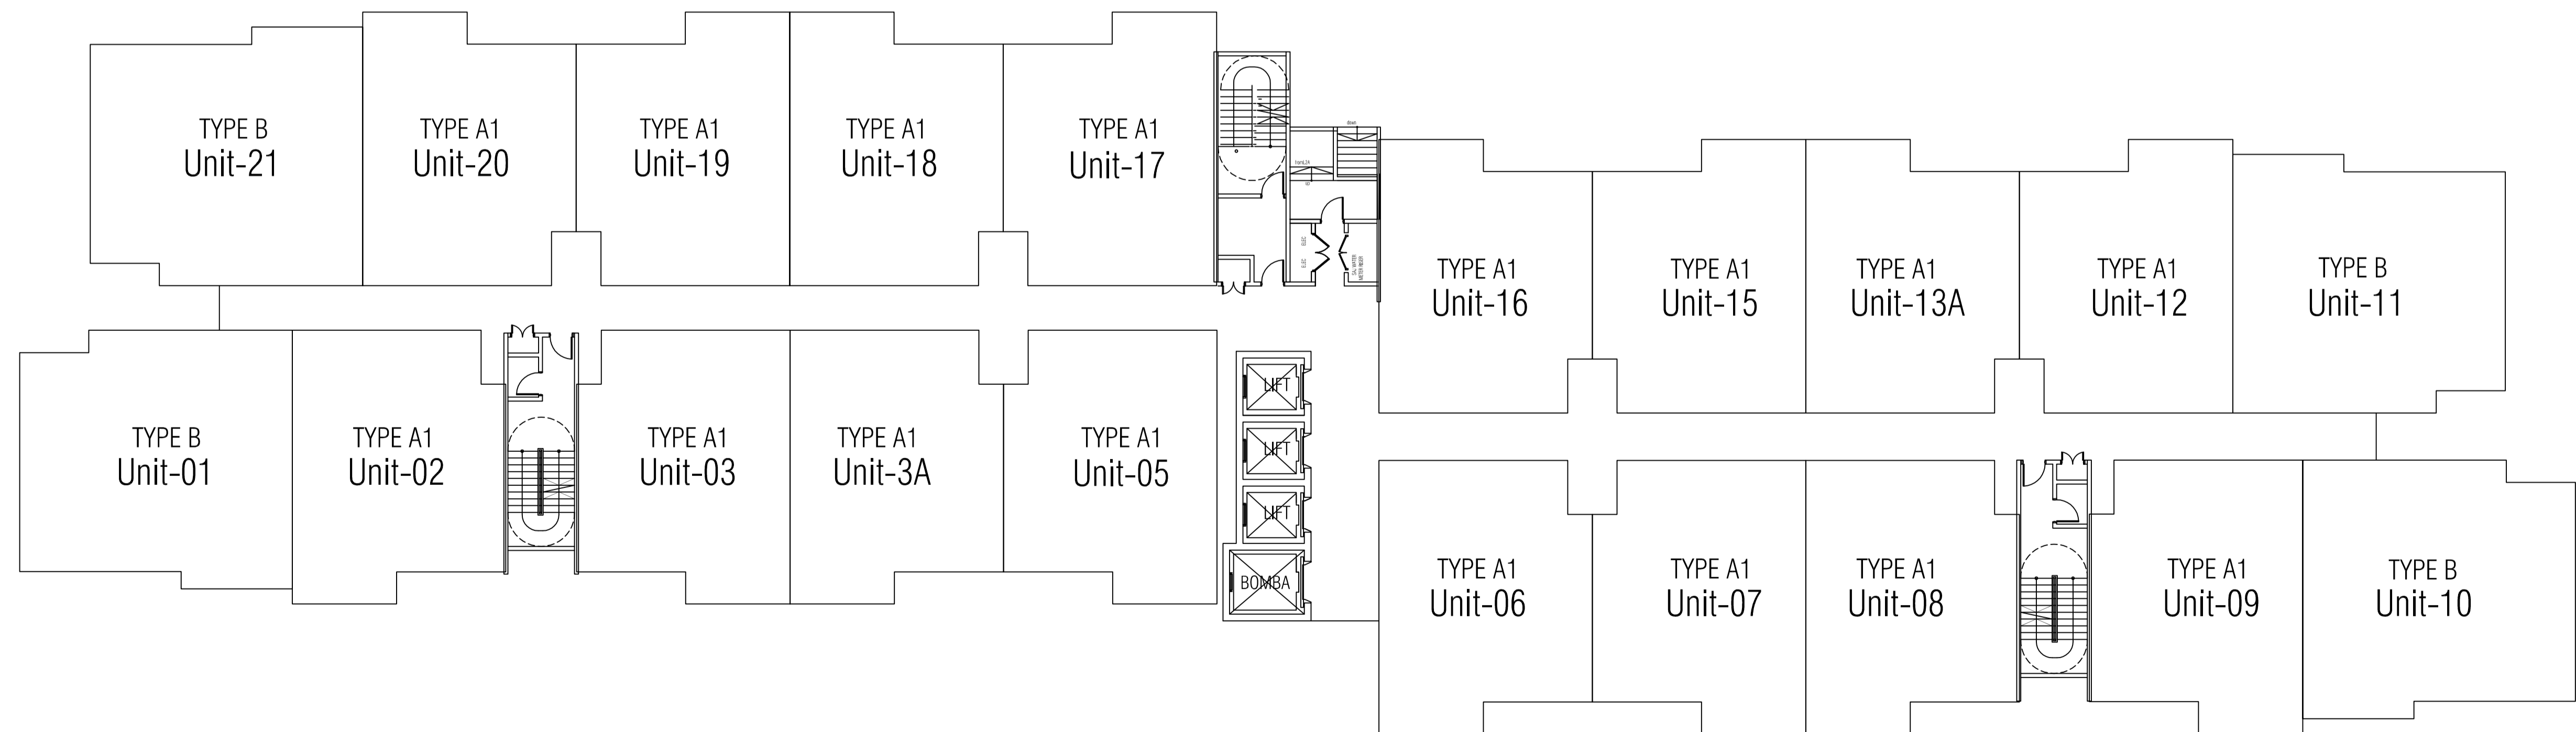 TYPE B
Unit-21
TYPE A1
Unit-20
TYPE A1
Unit-19
TYPE A1
Unit-18
TYPE A1
Unit-17
TYPE A1
Unit-16
TYPE A1
Unit-15
TYPE A1
Unit-13A
TYPE A1
Unit-12
TYPE B
Unit-11
TYPE B
Unit-01
TYPE A1
Unit-02
TYPE A1
Unit-03
TYPE A1
Unit-3A
TYPE A1
Unit-05
LIFT
LIFT
LIFT
BOMBA
TYPE A1
Unit-06
TYPE A1
Unit-07
TYPE A1
Unit-08
TYPE A1
Unit-09
TYPE B
Unit-10